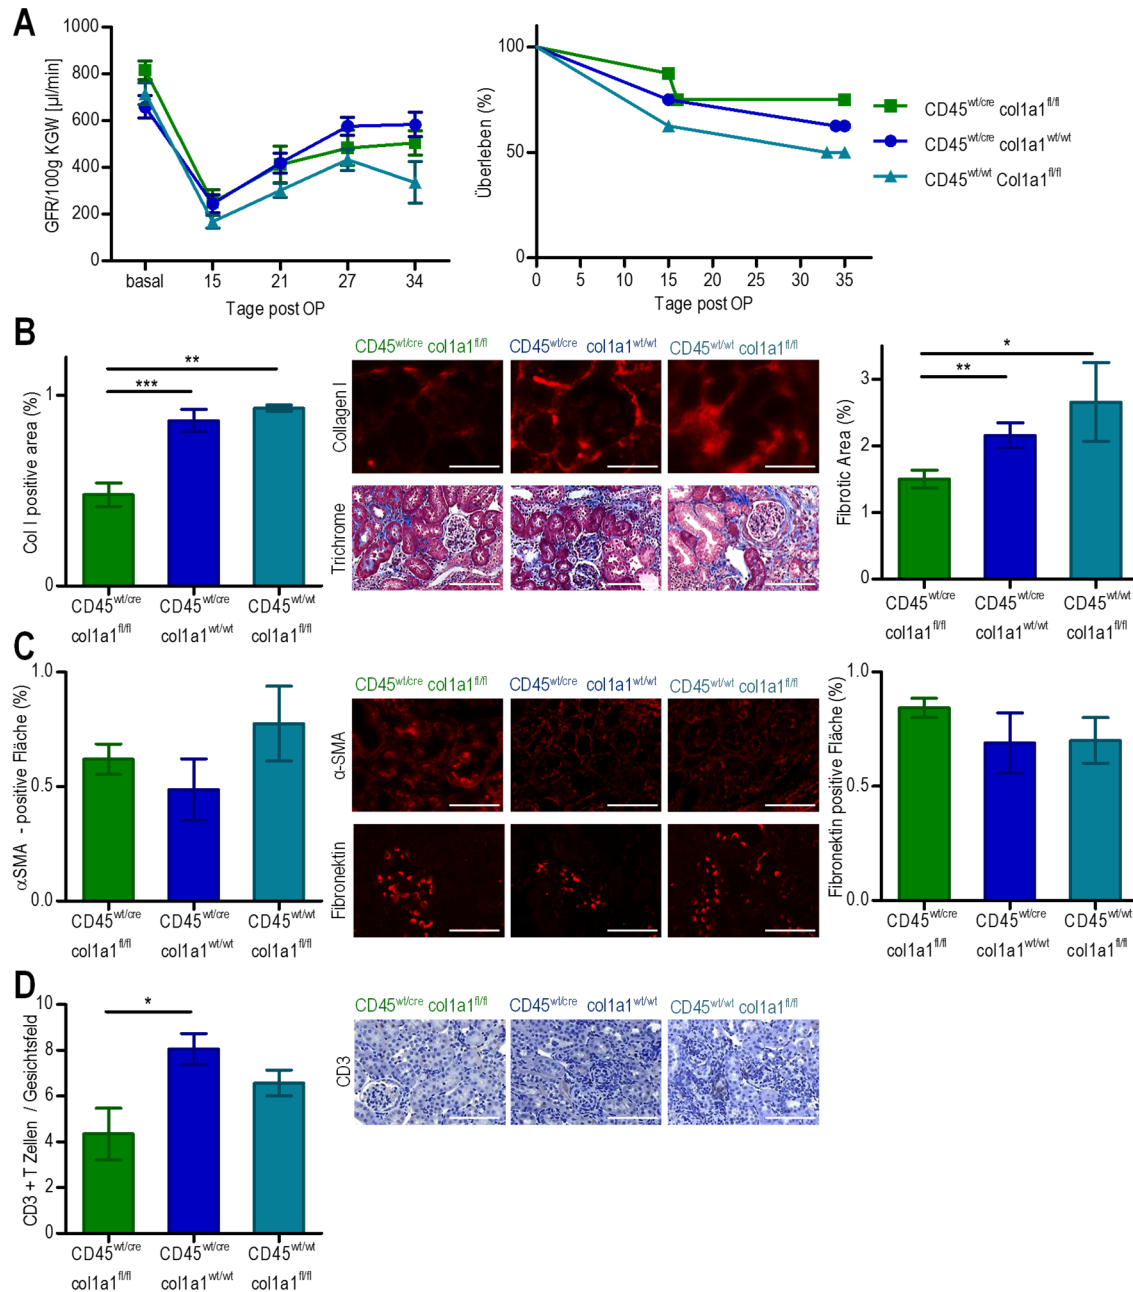 A
GFR/100g KGW [µl/min]
1000
800
600
400
200
0
basal
15
21
27
34
Tage post OP
Überleben (%)
100
50
0
0
5
10
15
20
25
30
35
Tage post OP
CD45wt/cre col1a1fl/fl
CD45wt/cre col1a1wt/wt
CD45wt/wt Col1a1fl/fl
B
Col I positive area (%)
1
0
**
***
CD45wt/cre
col1a1fl/fl
CD45wt/cre
col1a1wt/wt
CD45wt/wt
col1a1fl/fl
CD45wt/cre col1a1fl/fl
CD45wt/cre col1a1wt/wt
CD45wt/wt col1a1fl/fl
Collagen I
Trichrome
Fibrotic Area (%)
3
2
1
0
*
**
CD45wt/cre
col1a1fl/fl
CD45wt/cre
col1a1wt/wt
CD45wt/wt
col1a1fl/fl
C
αSMA - positive Fläche (%)
1.0
0.5
0.0
CD45wt/cre
col1a1fl/fl
CD45wt/cre
col1a1wt/wt
CD45wt/wt
col1a1fl/fl
CD45wt/cre col1a1fl/fl
CD45wt/cre col1a1wt/wt
CD45wt/wt col1a1fl/fl
α-SMA
Fibronektin
Fibronektin positive Fläche (%)
1.0
0.5
0.0
CD45wt/cre
col1a1fl/fl
CD45wt/cre
col1a1wt/wt
CD45wt/wt
col1a1fl/fl
D
CD3 + T Zellen / Gesichtsfeld
10
8
6
4
2
0
*
CD45wt/cre
col1a1fl/fl
CD45wt/cre
col1a1wt/wt
CD45wt/wt
col1a1fl/fl
CD45wt/cre col1a1fl/fl
CD45wt/cre col1a1wt/wt
CD45wt/wt col1a1fl/fl
CD3